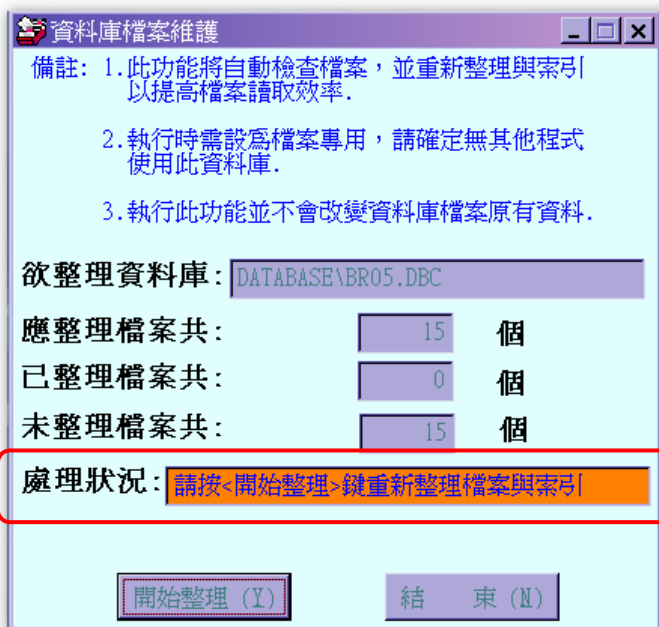 資料庫檔案維護
備註: 1.此功能將自動檢查檔案，並重新整理與索引
以提高檔案讀取效率.
2.執行時需設為檔案專用，請確定無其他程式
使用此資料庫.
3.執行此功能並不會改變資料庫檔案原有資料.
欲整理資料庫: DATABASE\BR05.DBC
應整理檔案共: 15 個
已整理檔案共: 0 個
未整理檔案共: 15 個
處理狀況: 請按<開始整理>鍵重新整理檔案與索引
開始整理 (Y) 結 束 (N)